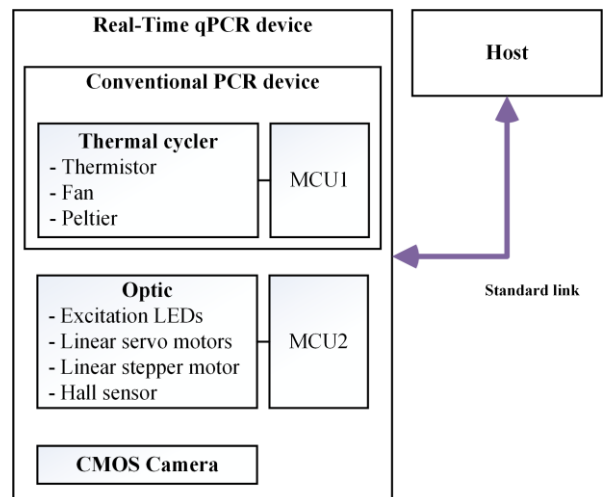 Real-Time qPCR device
Host
Conventional PCR device
Thermal cycler
- Thermistor
- Fan
- Peltier
MCU1
Standard link
Optic
- Excitation LEDs
- Linear servo motors
- Linear stepper motor
- Hall sensor
MCU2
CMOS Camera